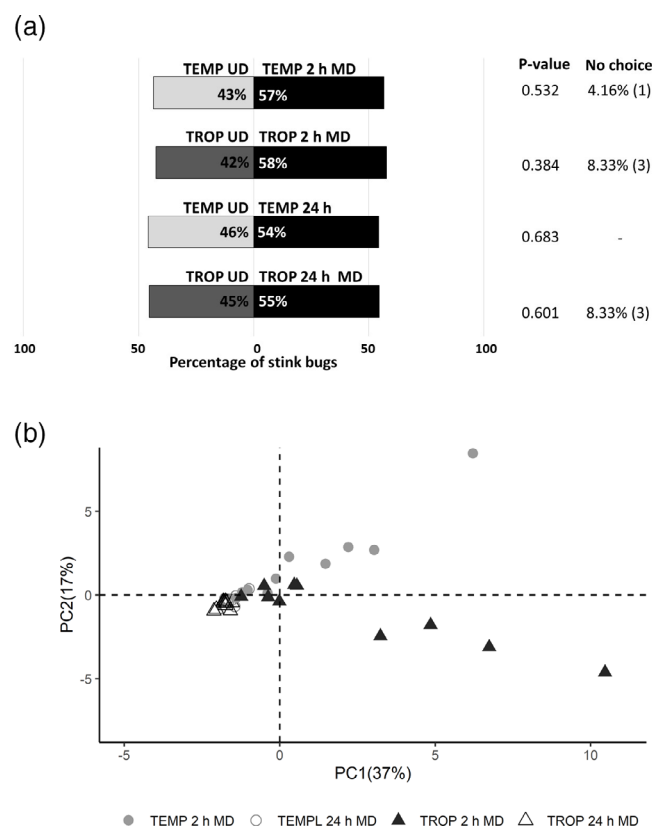 (a)
P-value No choice
TEMP UD TEMP 2 h MD
43% 57% 0.532 4.16% (1)
TROP UD TROP 2 h MD
42% 58% 0.384 8.33% (3)
TEMP UD TEMP 24 h
46% 54% 0.683 -
TROP UD TROP 24 h MD
45% 55% 0.601 8.33% (3)
100 50 0 50 100
Percentage of stink bugs
(b)
5
0
-5
PC2(17%)
-5 0 5 10
PC1(37%)
TEMP 2 h MD TEMPL 24 h MD TROP 2 h MD TROP 24 h MD